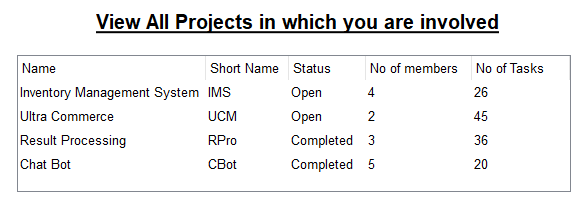 View All Projects in which you are involved
Name Short Name Status No of members No of Tasks
Inventory Management System IMS Open 4 26
Ultra Commerce UCM Open 2 45
Result Processing RPro Completed 3 36
Chat Bot CBot Completed 5 20